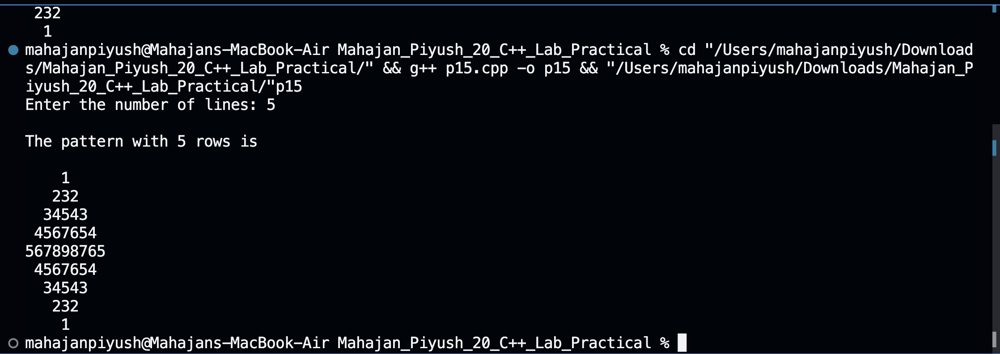 232
1
mahajanpiyush@Mahajans-MacBook-Air Mahajan_Piyush_20_C++_Lab_Practical % cd "/Users/mahajanpiyush/Download
s/Mahajan_Piyush_20_C++_Lab_Practical/" && g++ p15.cpp -o p15 && "/Users/mahajanpiyush/Downloads/Mahajan_P
iyush_20_C++_Lab_Practical/"p15
Enter the number of lines: 5
The pattern with 5 rows is
1
232
34543
4567654
567898765
4567654
34543
232
1
mahajanpiyush@Mahajans-MacBook-Air Mahajan_Piyush_20_C++_Lab_Practical %